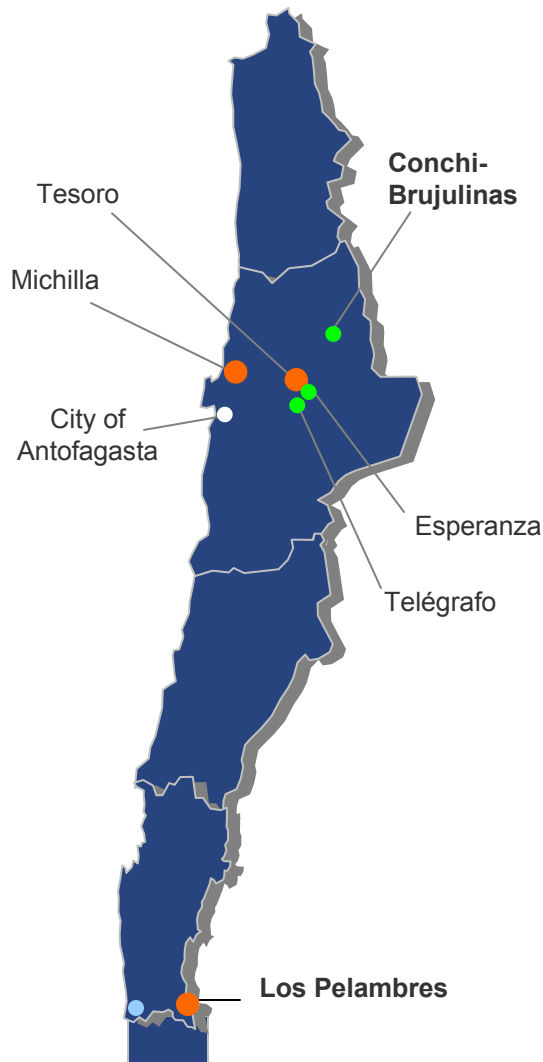 Conchi-
Brujulinas
Tesoro
Michilla
City of
Antofagasta
Esperanza
Telégrafo
Los Pelambres